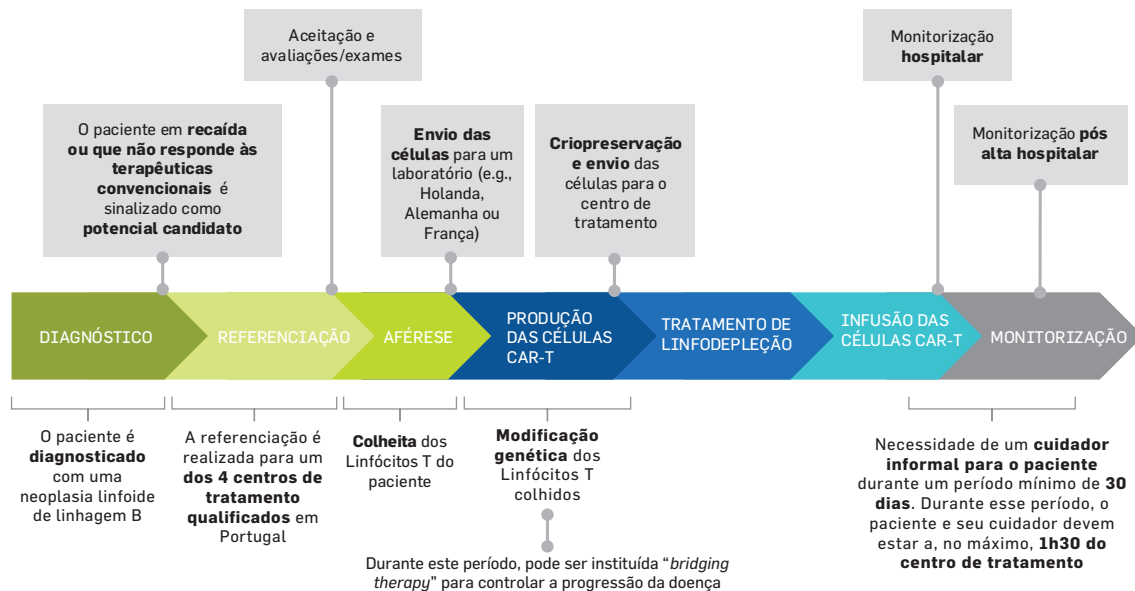 Aceitação e
avaliações/exames
Monitorização
hospitalar
O paciente em recaída
ou que não responde às
terapêuticas
convencionais é
sinalizado como
potencial candidato
Envio das
células para um
laboratório (e.g.,
Holanda,
Alemanha ou
França)
Criopreservação
e envio das
células para o
centro de
tratamento
Monitorização pós
alta hospitalar
DIAGNÓSTICO
REFERENCIAÇÃO
AFÉRESE
PRODUÇÃO
DAS CÉLULAS
CAR-T
TRATAMENTO DE
LINFODEPLEÇÃO
INFUSÃO DAS
CÉLULAS CAR-T
MONITORIZAÇÃO
O paciente é
diagnosticado
com uma
neoplasia linfoide
de linhagem B
A referenciação é
realizada para um
dos 4 centros de
tratamento
qualificados em
Portugal
Colheita dos
Linfócitos T do
paciente
Modificação
genética dos
Linfócitos T
colhidos
Durante este período, pode ser instituída “bridging
therapy” para controlar a progressão da doença
Necessidade de um cuidador
informal para o paciente
durante um período mínimo de 30
dias. Durante esse período, o
paciente e seu cuidador devem
estar a, no máximo, 1h30 do
centro de tratamento